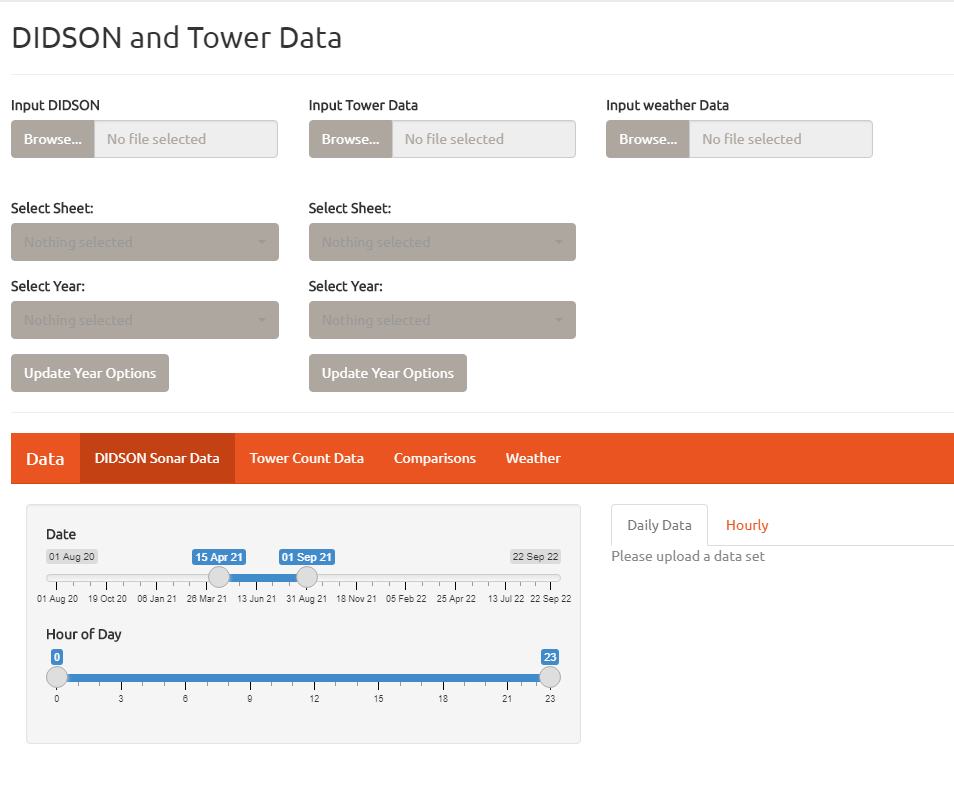 DIDSON and Tower Data
Input DIDSON Input Tower Data Input weather Data
Browse... No file selected Browse... No file selected Browse... No file selected
Select Sheet: Select Sheet:
Nothing selected Nothing selected
Select Year: Select Year:
Nothing selected Nothing selected
Update Year Options Update Year Options
Data DIDSON Sonar Data Tower Count Data Comparisons Weather
Daily Data Hourly
Please upload a data set
Date
01 Aug 20 15 Apr 21 01 Sep 21 22 Sep 22
01 Aug 20 19 Oct 20 06 Jan 21 26 Mar 21 13 Jun 21 31 Aug 21 18 Nov 21 05 Feb 22 25 Apr 22 13 Jul 22 22 Sep 22
Hour of Day
0 23
0 3 6 9 12 15 18 21 23